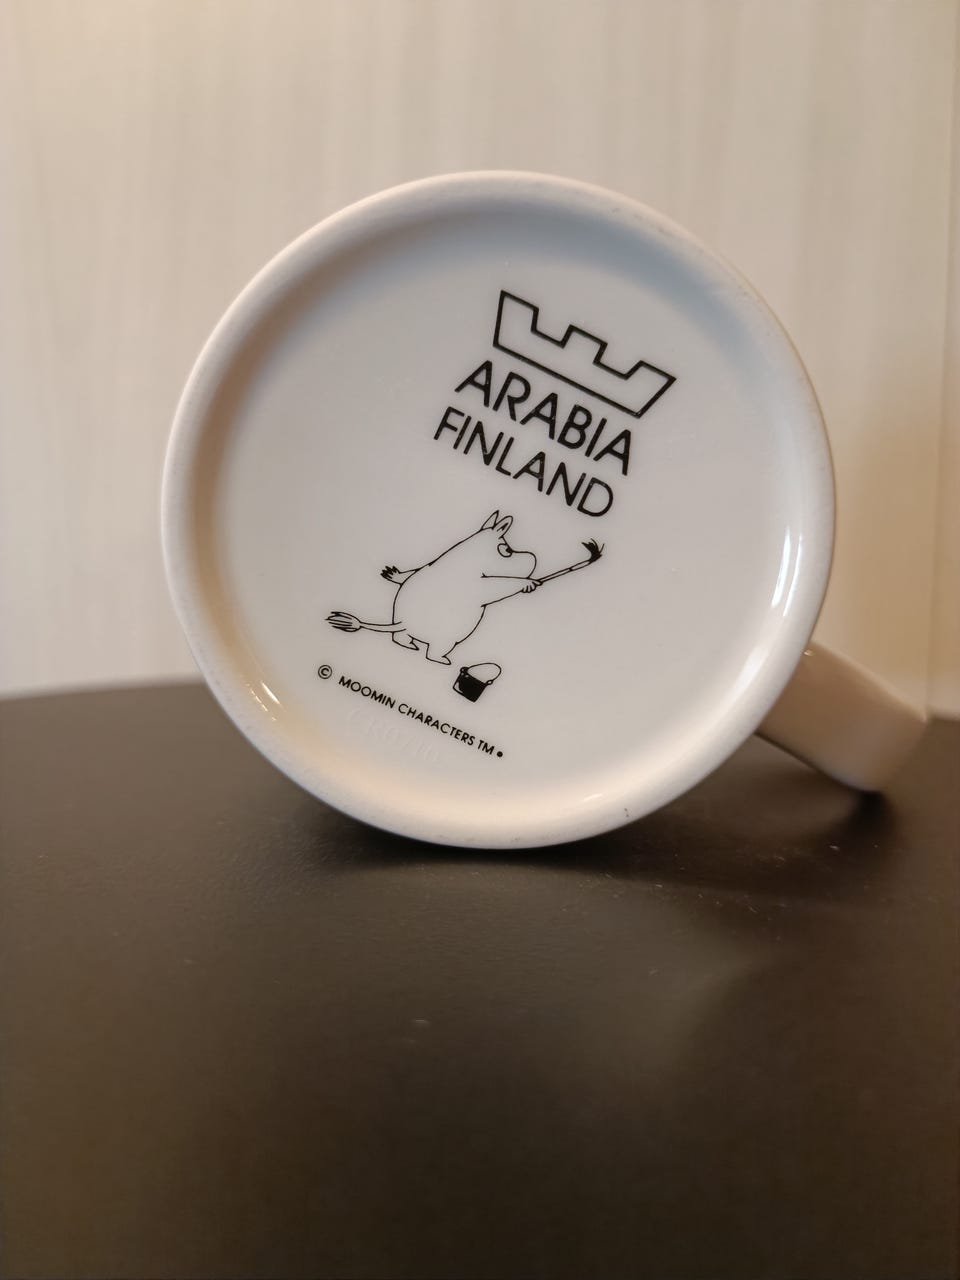 ARABIA
FINLAND
© MOOMIN CHARACTERS TM •